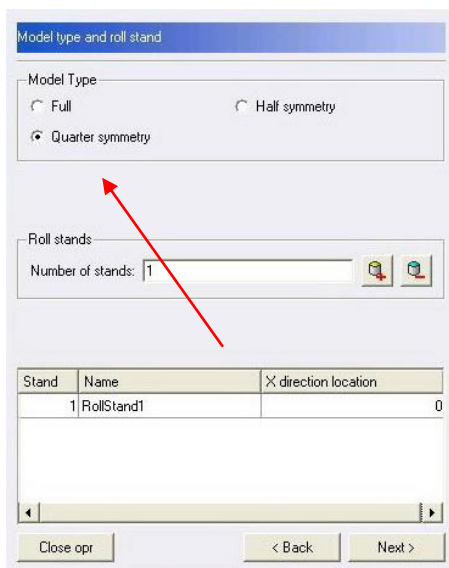 Model type and roll stand
Model Type
Full
Half symmetry
Quarter symmetry
Roll stands
Number of stands: 1
Stand Name X direction location
1 RollStand1 0
Close opr < Back Next >